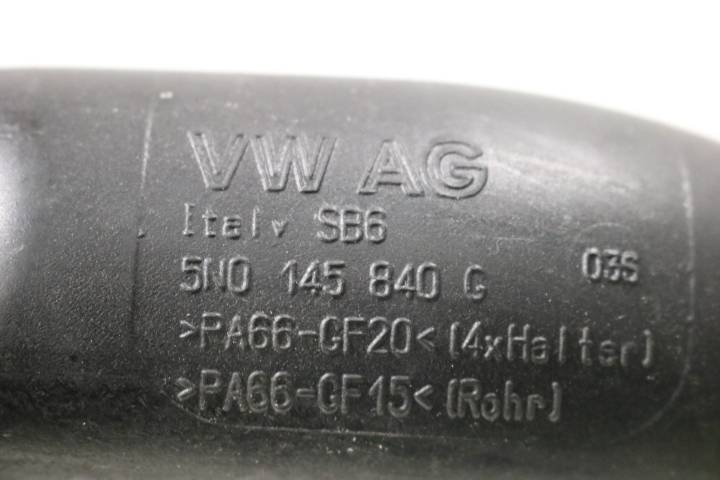 VW AG
Italy SB6
5N0 145 840 G 03S
>PA66-GF20< (4xHalter)
>PA66-GF15< (Rohr)